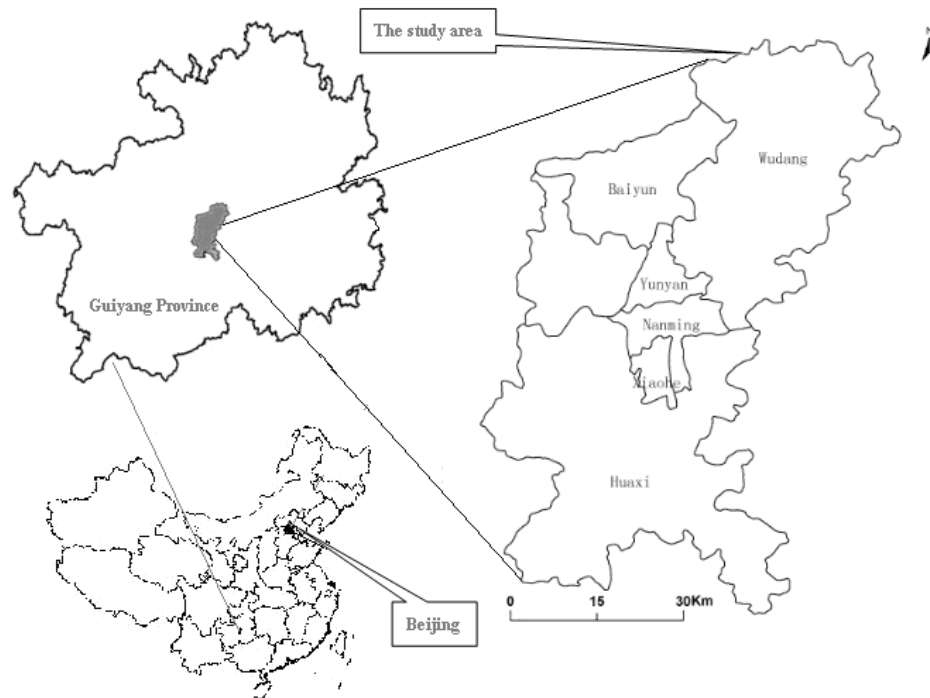 The study area
Wudang
Baiyun
Yunyan
Guiyang Province
Nanming
Xiaohe
Huaxi
0 15 30Km
Beijing